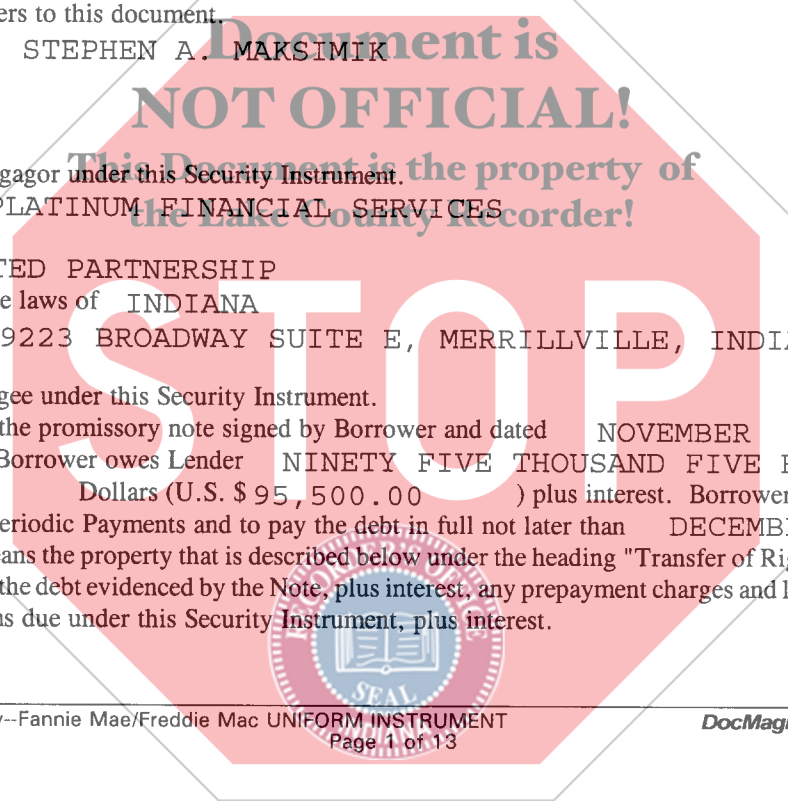 ers to this document.
STEPHEN A. MAKSIMIK
Document is
NOT OFFICIAL!
This Document is the property of
the Lake County Recorder!
gagor under this Security Instrument.
PLATINUM FINANCIAL SERVICES
TED PARTNERSHIP
e laws of INDIANA
9223 BROADWAY SUITE E, MERRILLVILLE, INDIA
STOP
gee under this Security Instrument.
the promissory note signed by Borrower and dated NOVEMBER
Borrower owes Lender NINETY FIVE THOUSAND FIVE H
Dollars (U.S. $ 95,500.00 ) plus interest. Borrower
eriodic Payments and to pay the debt in full not later than DECEMBE
eans the property that is described below under the heading "Transfer of Rig
the debt evidenced by the Note, plus interest, any prepayment charges and l
ns due under this Security Instrument, plus interest.
SEAL
INDIANA
y--Fannie Mae/Freddie Mac UNIFORM INSTRUMENT
DocMagi
Page 1 of 13